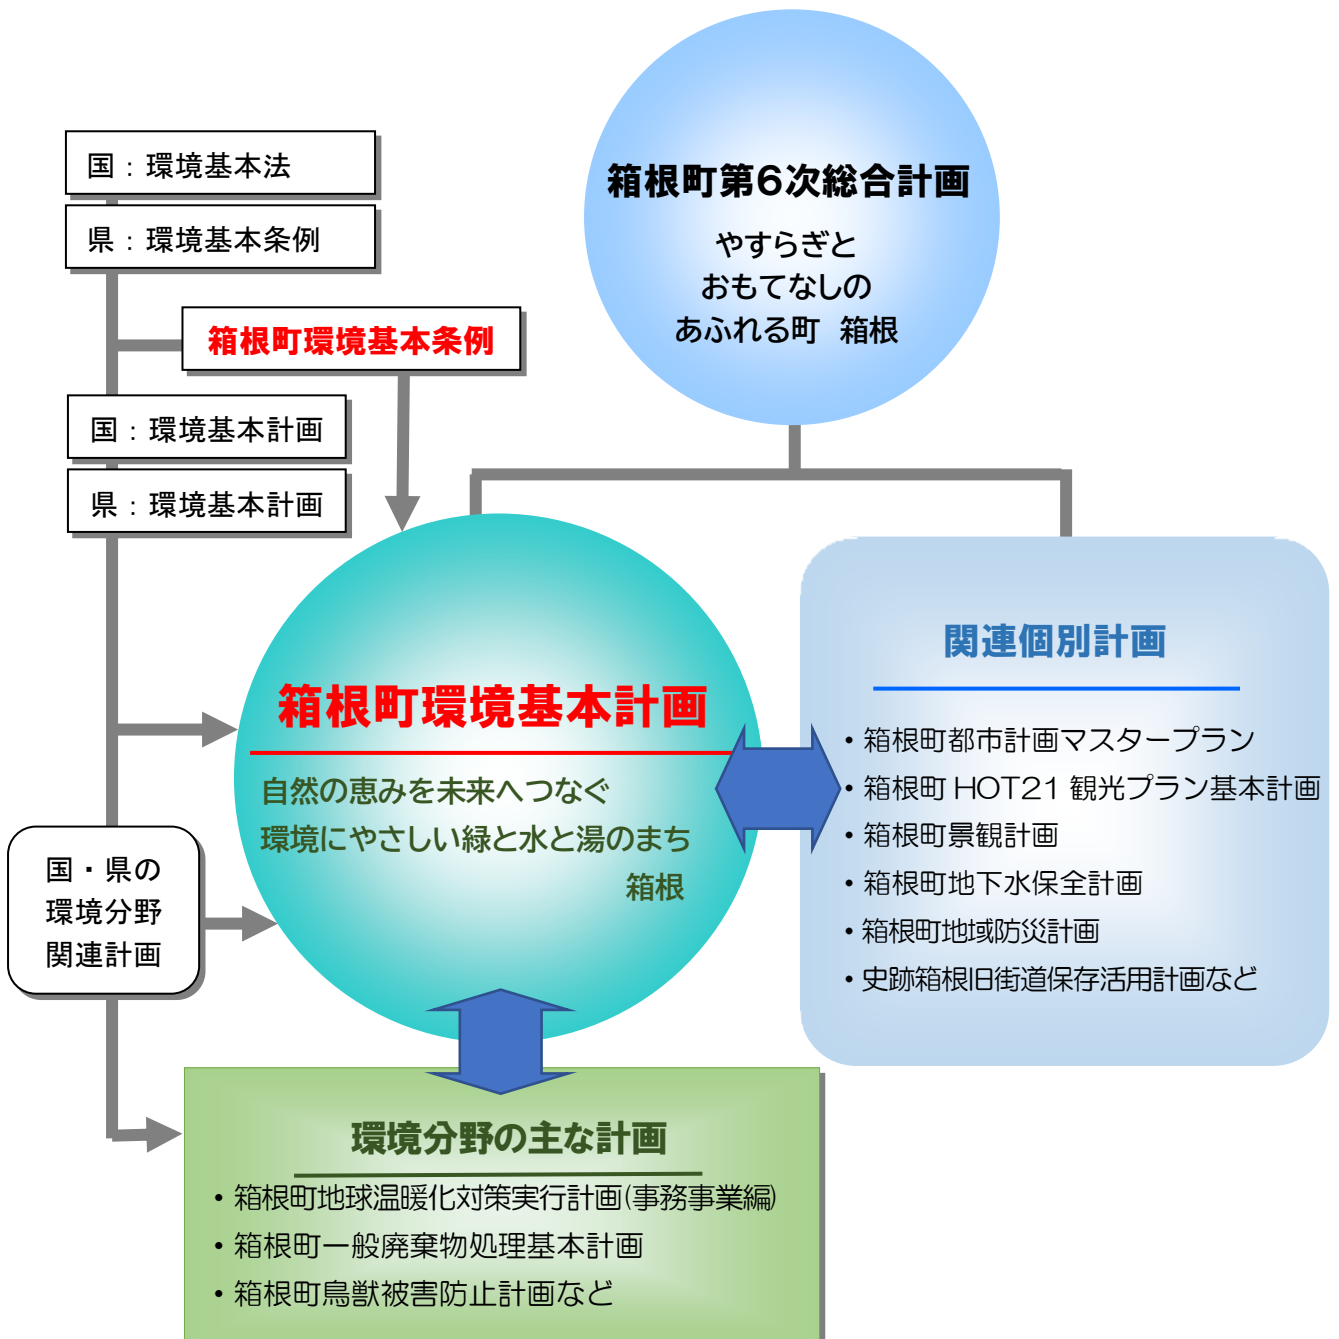 国：環境基本法
県：環境基本条例
箱根町環境基本条例
国：環境基本計画
県：環境基本計画
箱根町第6次総合計画
やすらぎと
おもてなしの
あふれる町 箱根
箱根町環境基本計画
自然の恵みを未来へつなぐ
環境にやさしい緑と水と湯のまち
箱根
国・県の
環境分野
関連計画
関連個別計画
・箱根町都市計画マスタープラン
・箱根町 HOT21 観光プラン基本計画
・箱根町景観計画
・箱根町地下水保全計画
・箱根町地域防災計画
・史跡箱根旧街道保存活用計画など
環境分野の主な計画
・箱根町地球温暖化対策実行計画(事務事業編)
・箱根町一般廃棄物処理基本計画
・箱根町鳥獣被害防止計画など